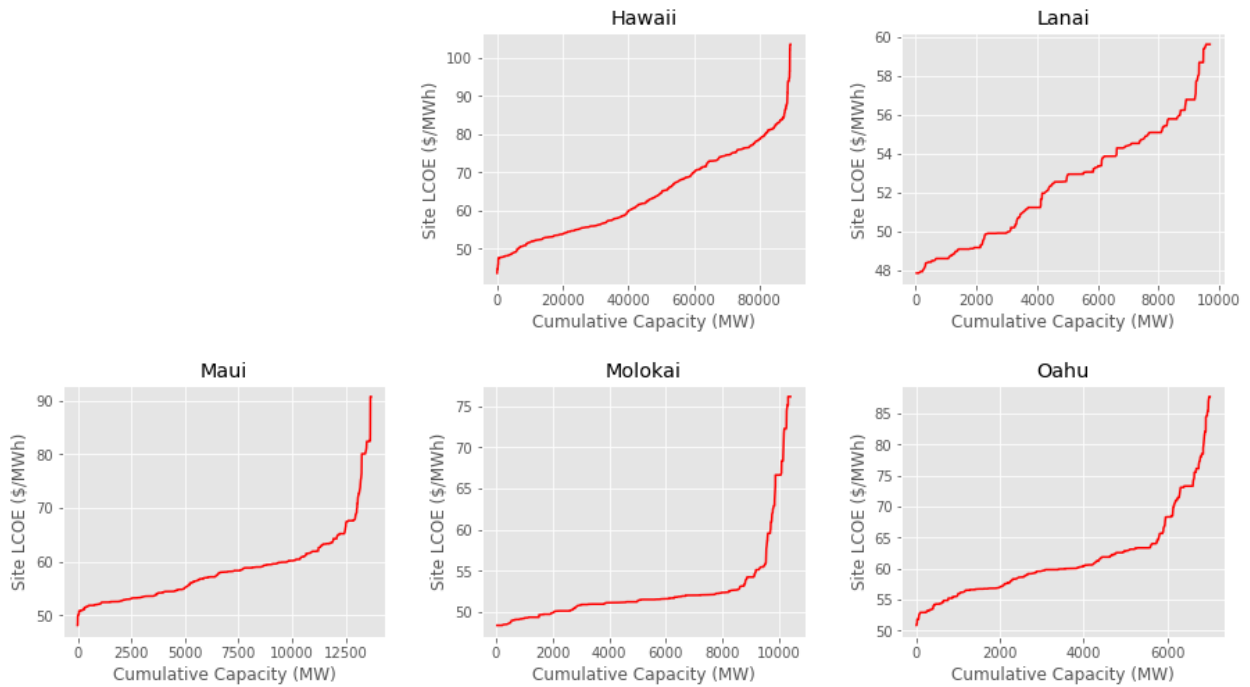 Hawaii
Site LCOE ($/MWh)
100
90
80
70
60
50
0 20000 40000 60000 80000
Cumulative Capacity (MW)
Lanai
Site LCOE ($/MWh)
60
58
56
54
52
50
48
0 2000 4000 6000 8000 10000
Cumulative Capacity (MW)
Maui
Site LCOE ($/MWh)
90
80
70
60
50
0 2500 5000 7500 10000 12500
Cumulative Capacity (MW)
Molokai
Site LCOE ($/MWh)
75
70
65
60
55
50
0 2000 4000 6000 8000 10000
Cumulative Capacity (MW)
Oahu
Site LCOE ($/MWh)
85
80
75
70
65
60
55
50
0 2000 4000 6000
Cumulative Capacity (MW)